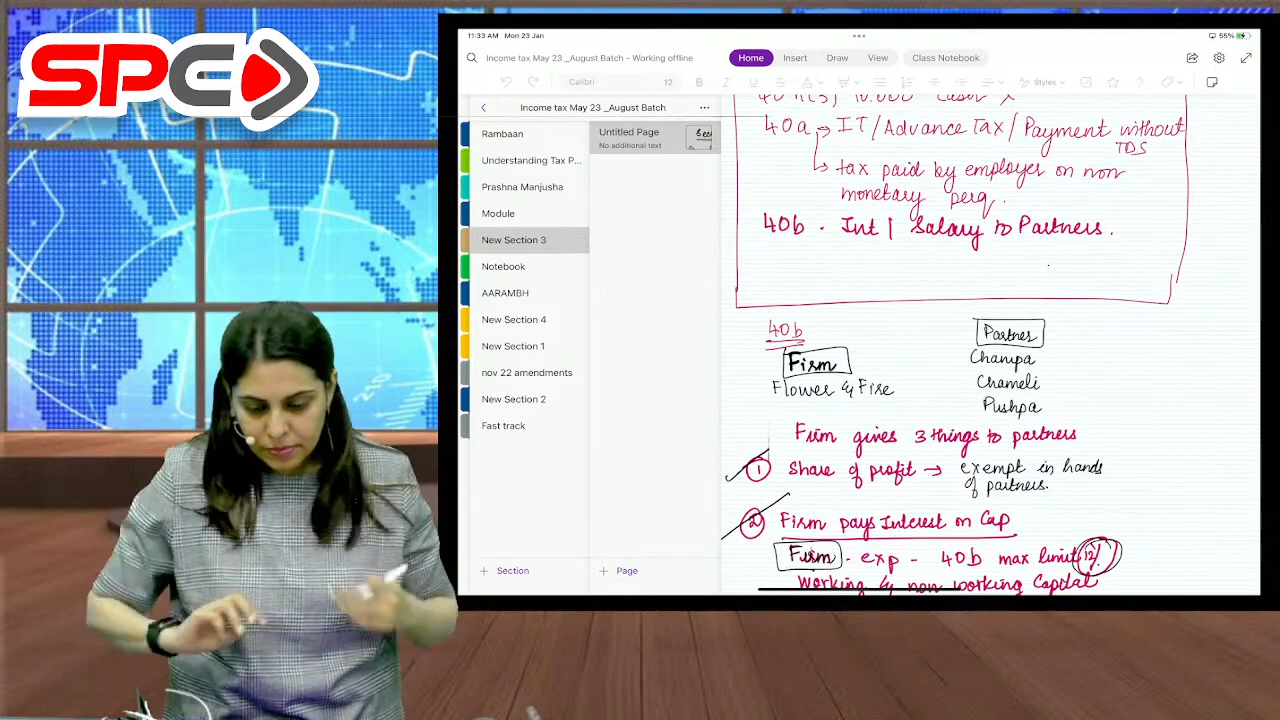 SPC
11:33 AM Mon 23 Jan
55%
Income tax May 23 _August Batch - Working offline
Home
Insert
Draw
View
Class Notebook
Calibri
12
B
I
U
S
A
Styles
Income tax May 23 _August Batch
Rambaan
Understanding Tax P...
Prashna Manjusha
Module
New Section 3
Notebook
AARAMBH
New Section 4
New Section 1
nov 22 amendments
New Section 2
Fast track
Section
Untitled Page
No additional text
Page
10.000 Cash X
40a IT/Advance Tax/Payment without
TDS
tax paid by employer on non
monetary perq.
40b . Int | Salary to Partners.
40b
Firm
Flower & Fire
Partner
Champa
Chameli
Pushpa
Firm gives 3 things to partners
① Share of profit → exempt in hands
of partners.
② Firm pays Interest on Cap
Firm - exp - 40b max limit 12%
Working & non working Capital